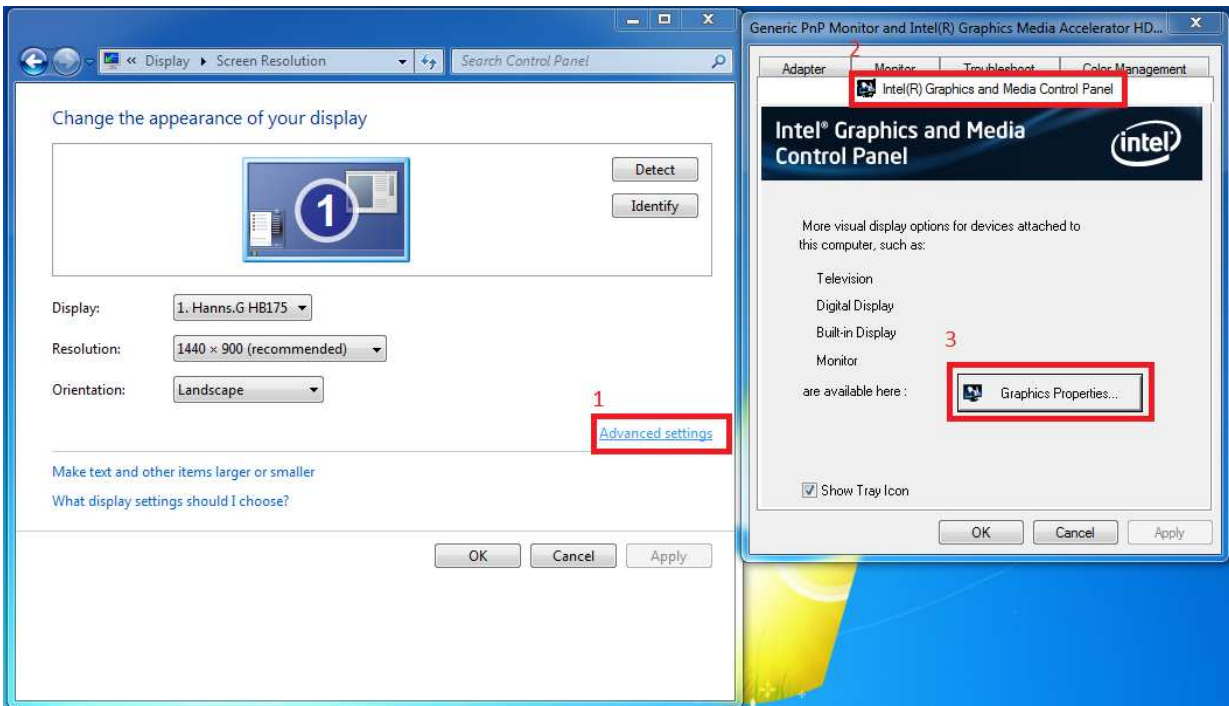 « Display ▸ Screen Resolution
Search Control Panel
Change the appearance of your display
1
Detect
Identify
Display:
1. Hanns.G HB175
Resolution:
1440 × 900 (recommended)
Orientation:
Landscape
1
Advanced settings
Make text and other items larger or smaller
What display settings should I choose?
OK
Cancel
Apply
Generic PnP Monitor and Intel(R) Graphics Media Accelerator HD...
2
Adapter
Monitor
Troubleshoot
Color Management
Intel(R) Graphics and Media Control Panel
Intel® Graphics and Media
Control Panel
intel
More visual display options for devices attached to
this computer, such as:
Television
Digital Display
Built-in Display
Monitor
3
are available here :
Graphics Properties...
Show Tray Icon
OK
Cancel
Apply